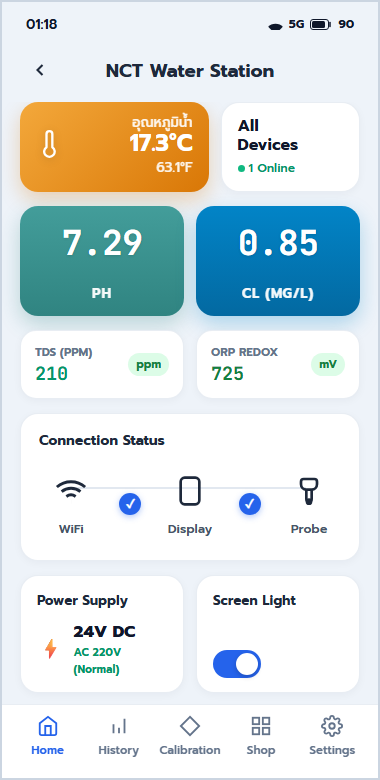 01:18
5G
90
NCT Water Station
อุณหภูมิน้ำ
17.3°C
63.1°F
All
Devices
1 Online
7.29
PH
0.85
CL (MG/L)
TDS (PPM)
210
ppm
ORP REDOX
725
mV
Connection Status
WiFi
Display
Probe
Power Supply
24V DC
AC 220V
(Normal)
Screen Light
Home
History
Calibration
Shop
Settings